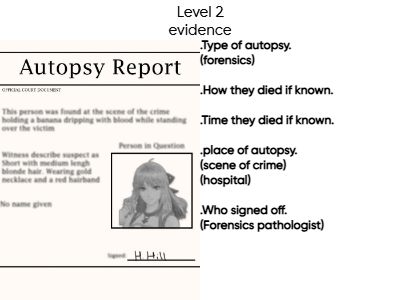 Level 2
evidence
Autopsy Report
OFFICIAL COURT DOCUMENT
This person was found at the scene of the crime
holding a banana dripping with blood while standing
over the victim
Person in Question
Witness describe suspect as
Short with medium lengh
blonde hair. Wearing gold
necklace and a red hairband
No name given
Signed: H.Hill
.Type of autopsy.
(forensics)
.How they died if known.
.Time they died if known.
.place of autopsy.
(scene of crime)
(hospital)
.Who signed off.
(Forensics pathologist)